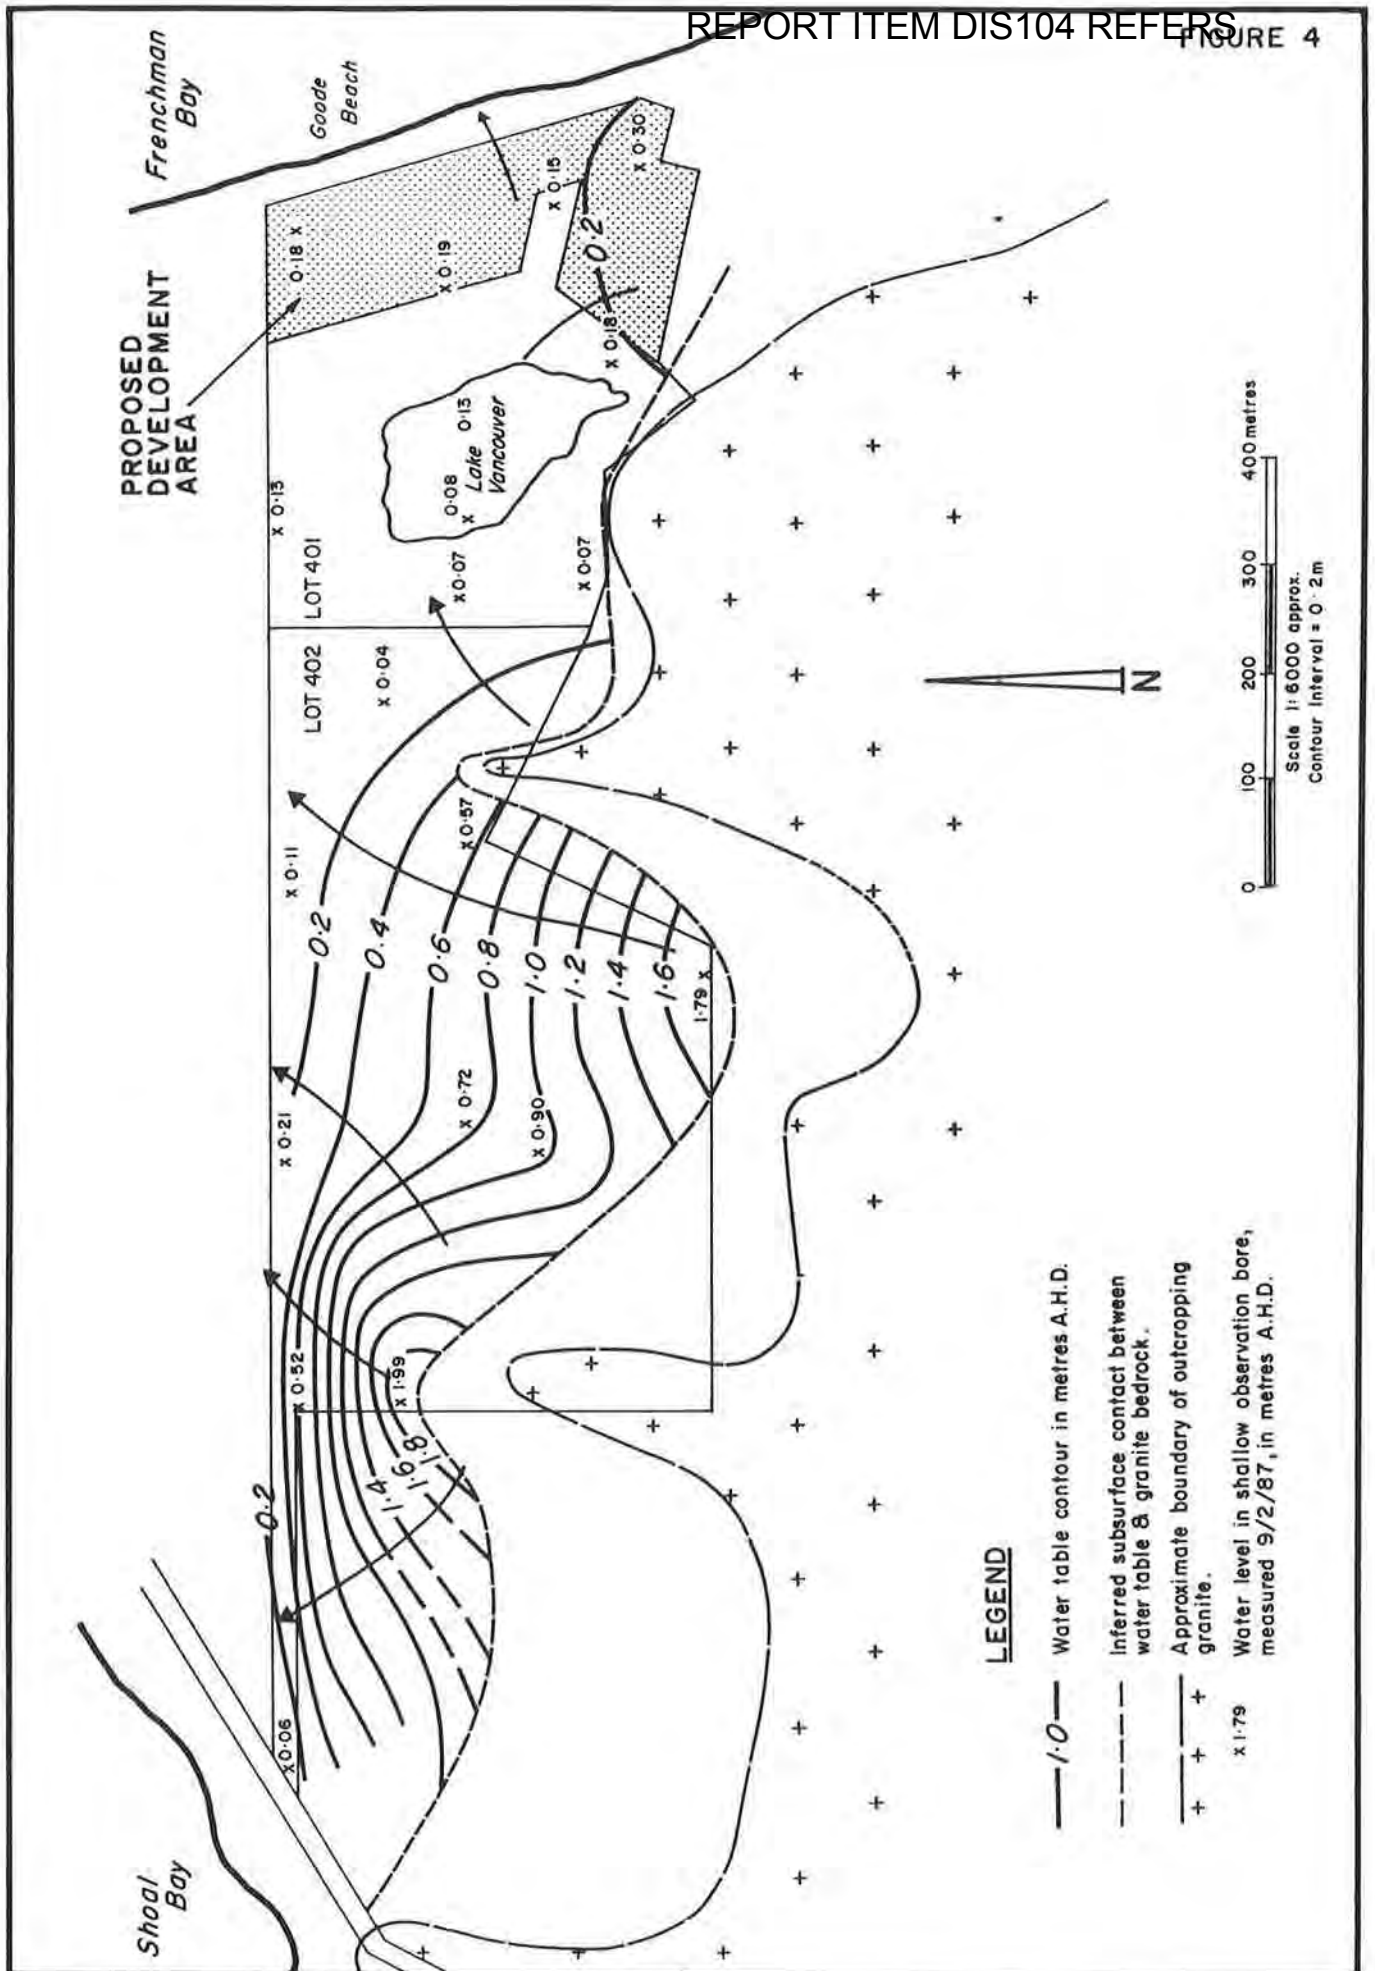 REPORT ITEM DIS104 REFERS
FIGURE 4
Frenchman
Bay
Goode
Beach
PROPOSED
DEVELOPMENT
AREA
0·18 x
x 0·19
x 0·15
x 0·30
0·2
x 0·18
x 0·13
0·13
0·08
x
Lake
Vancouver
LOT 401
x 0·07
x 0·07
LOT 402
x 0·04
x 0·11
x 0·57
0·2
0·4
0·6
0·8
1·0
1·2
1·4
1·6
1·79 x
x 0·21
x 0·72
x 0·90
x 0·52
x 1·99
1·4
1·6
1·8
0·2
x 0·06
Shoal
Bay
N
0 100 200 300 400 metres
Scale 1:6000 approx.
Contour Interval = 0·2m
LEGEND
1·0 Water table contour in metres A.H.D.
Inferred subsurface contact between
water table & granite bedrock.
Approximate boundary of outcropping
granite.
x 1·79 Water level in shallow observation bore,
measured 9/2/87, in metres A.H.D.